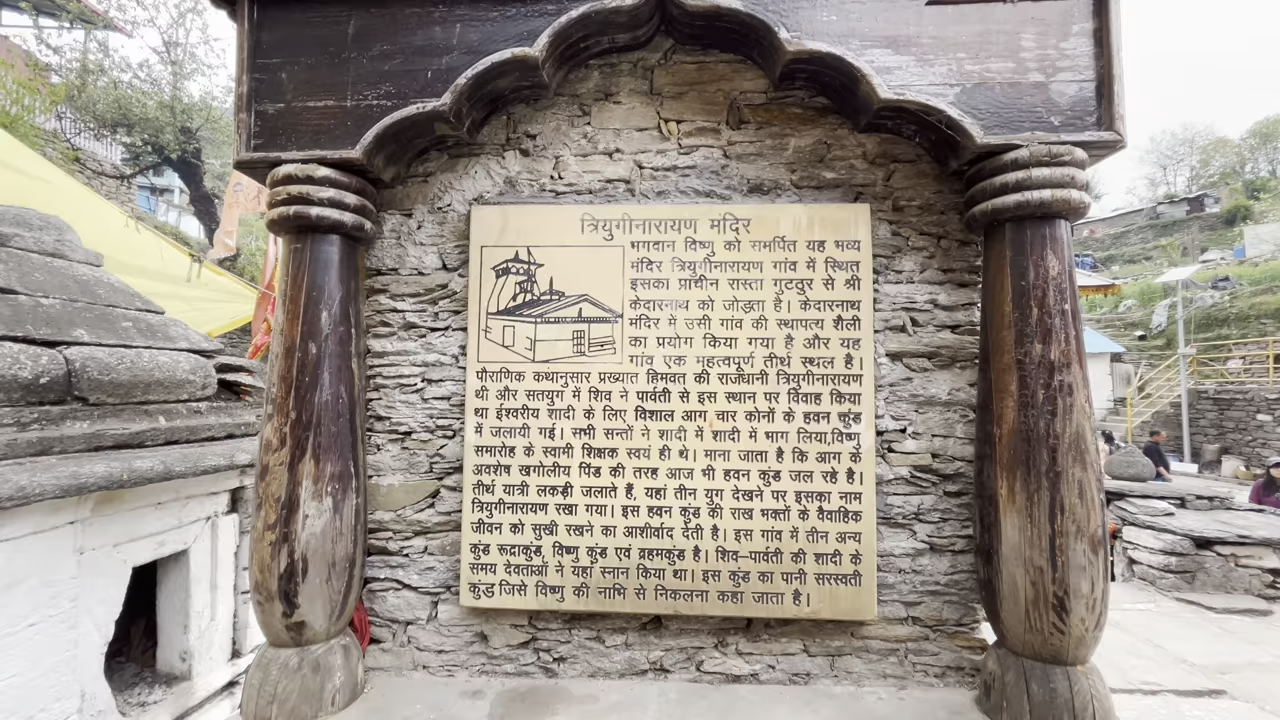 त्रियुगीनारायण मंदिर
भगवान विष्णु को समर्पित यह भव्य
मंदिर त्रियुगीनारायण गांव में स्थित
इसका प्राचीन रास्ता गुटठुर से श्री
केदारनाथ को जोड़ता है। केदारनाथ
मंदिर में उसी गांव की स्थापत्य शैली
का प्रयोग किया गया है और यह
गांव एक महत्वपूर्ण तीर्थ स्थल है।
पौराणिक कथानुसार प्रख्यात हिमवत की राजधानी त्रियुगीनारायण
थी और सतयुग में शिव ने पार्वती से इस स्थान पर विवाह किया
था ईश्वरीय शादी के लिए विशाल आग चार कोनों के हवन कुंड
में जलायी गई। सभी सन्तों ने शादी में शादी में भाग लिया,विष्णु
समारोह के स्वामी शिक्षक स्वयं ही थे। माना जाता है कि आग के
अवशेष खगोलीय पिंड की तरह आज भी हवन कुंड जल रहे है।
तीर्थ यात्री लकड़ी जलाते हैं, यहां तीन युग देखने पर इसका नाम
त्रियुगीनारायण रखा गया। इस हवन कुंड की राख भक्तों के वैवाहिक
जीवन को सुखी रखने का आशीर्वाद देती है। इस गांव में तीन अन्य
कुंड रूद्राकुंड, विष्णु कुंड एवं ब्रहमकुंड है। शिव–पार्वती की शादी के
समय देवताओं ने यहां स्नान किया था। इस कुंड का पानी सरस्वती
कुंड जिसे विष्णु की नाभि से निकलना कहा जाता है।